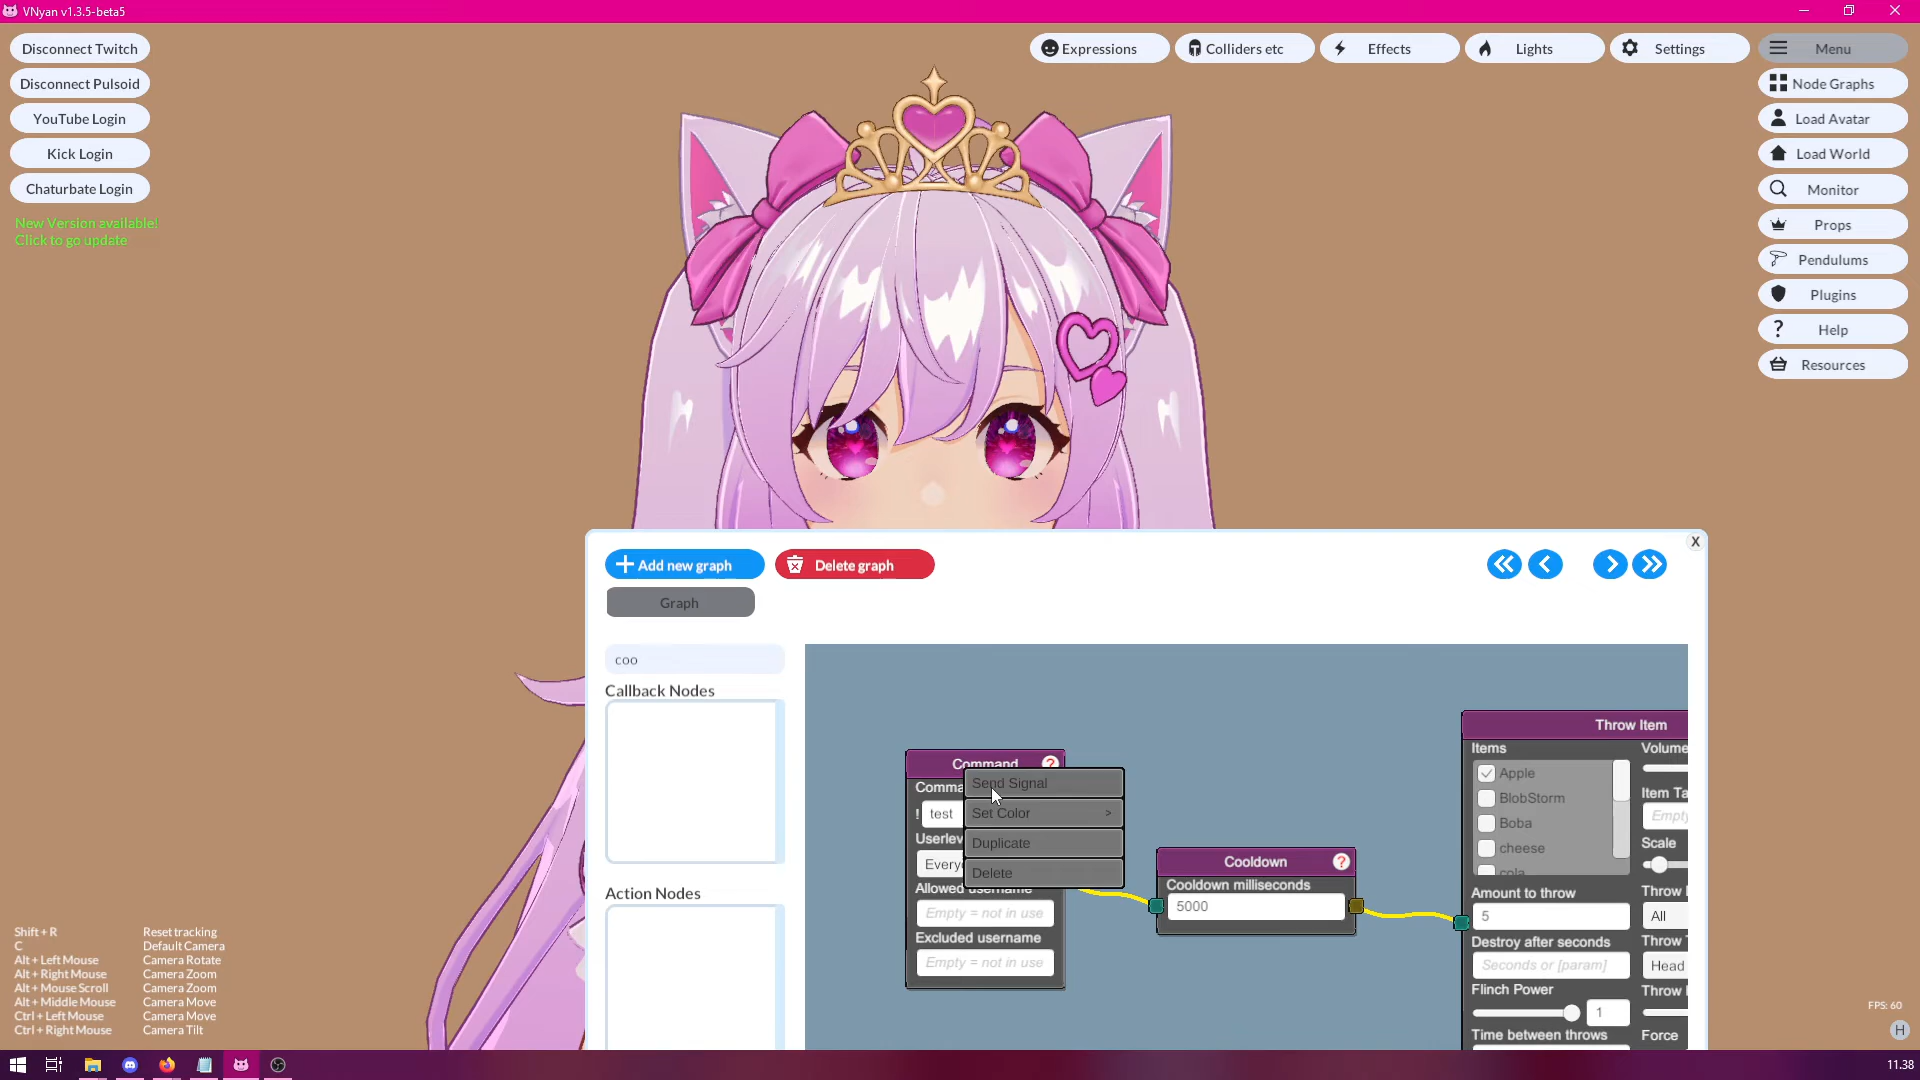 VNyan v1.3.5-beta5
Disconnect Twitch
Disconnect Pulsoid
YouTube Login
Kick Login
Chaturbate Login
New Version available!
Click to go update
Expressions
Colliders etc
Effects
Lights
Settings
Menu
Node Graphs
Load Avatar
Load World
Monitor
Props
Pendulums
Plugins
? Help
Resources
X
Add new graph
Delete graph
Graph
coo
Callback Nodes
Action Nodes
Command ?
Comma
! test
Userlev
Every
Allowed username
Empty = not in use
Excluded username
Empty = not in use
Send Signal
Set Color >
Duplicate
Delete
Cooldown ?
Cooldown milliseconds
5000
Throw Item
Items
Apple
BlobStorm
Boba
cheese
cola
Amount to throw
5
Destroy after seconds
Seconds or [param]
Flinch Power
1
Time between throws
Volume
Item Ta
Empty
Scale
Throw
All
Throw T
Head
Throw
Force
Shift + R Reset tracking
C Default Camera
Alt + Left Mouse Camera Rotate
Alt + Right Mouse Camera Zoom
Alt + Mouse Scroll Camera Zoom
Alt + Middle Mouse Camera Move
Ctrl + Left Mouse Camera Move
Ctrl + Right Mouse Camera Tilt
FPS: 60
H
11.38